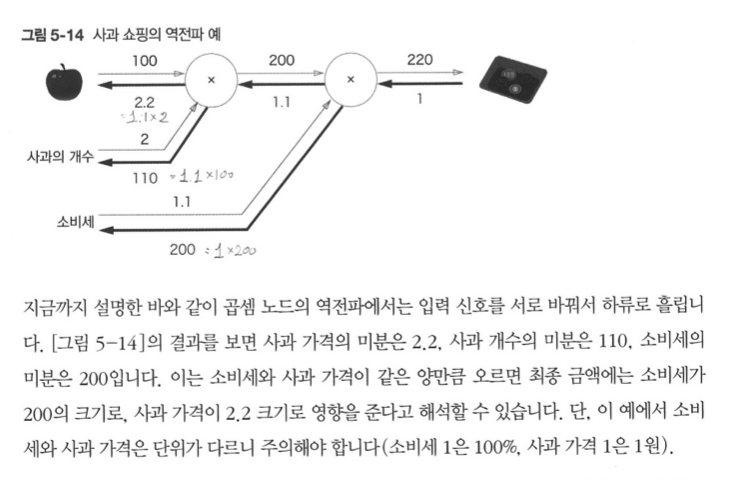 그림 5-14 사과 쇼핑의 역전파 예
100
200
220
×
×
2.2
1.1
1
=1.1×2
2
사과의 개수
110 =1.1×100
1.1
소비세
200 =1×200
지금까지 설명한 바와 같이 곱셈 노드의 역전파에서는 입력 신호를 서로 바꿔서 하류로 흘립니
다. [그림 5-14]의 결과를 보면 사과 가격의 미분은 2.2, 사과 개수의 미분은 110, 소비세의
미분은 200입니다. 이는 소비세와 사과 가격이 같은 양만큼 오르면 최종 금액에는 소비세가
200의 크기로, 사과 가격이 2.2 크기로 영향을 준다고 해석할 수 있습니다. 단, 이 예에서 소비
세와 사과 가격은 단위가 다르니 주의해야 합니다(소비세 1은 100%, 사과 가격 1은 1원).